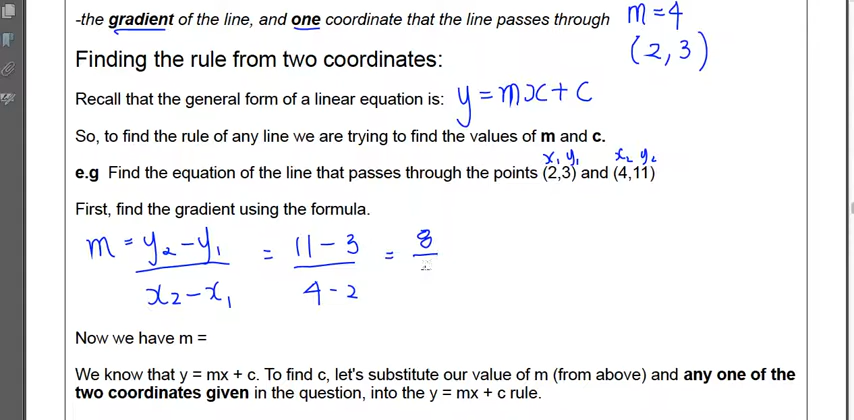 -the gradient of the line, and one coordinate that the line passes through m = 4
(2, 3)
Finding the rule from two coordinates:
Recall that the general form of a linear equation is: y = mx + c
So, to find the rule of any line we are trying to find the values of m and c.
x₁ y₁ x₂ y₂
e.g Find the equation of the line that passes through the points (2,3) and (4,11)
First, find the gradient using the formula.
m = y₂ - y₁ = 11 - 3 = 8
x₂ - x₁ 4 - 2
Now we have m =
We know that y = mx + c. To find c, let's substitute our value of m (from above) and any one of the
two coordinates given in the question, into the y = mx + c rule.